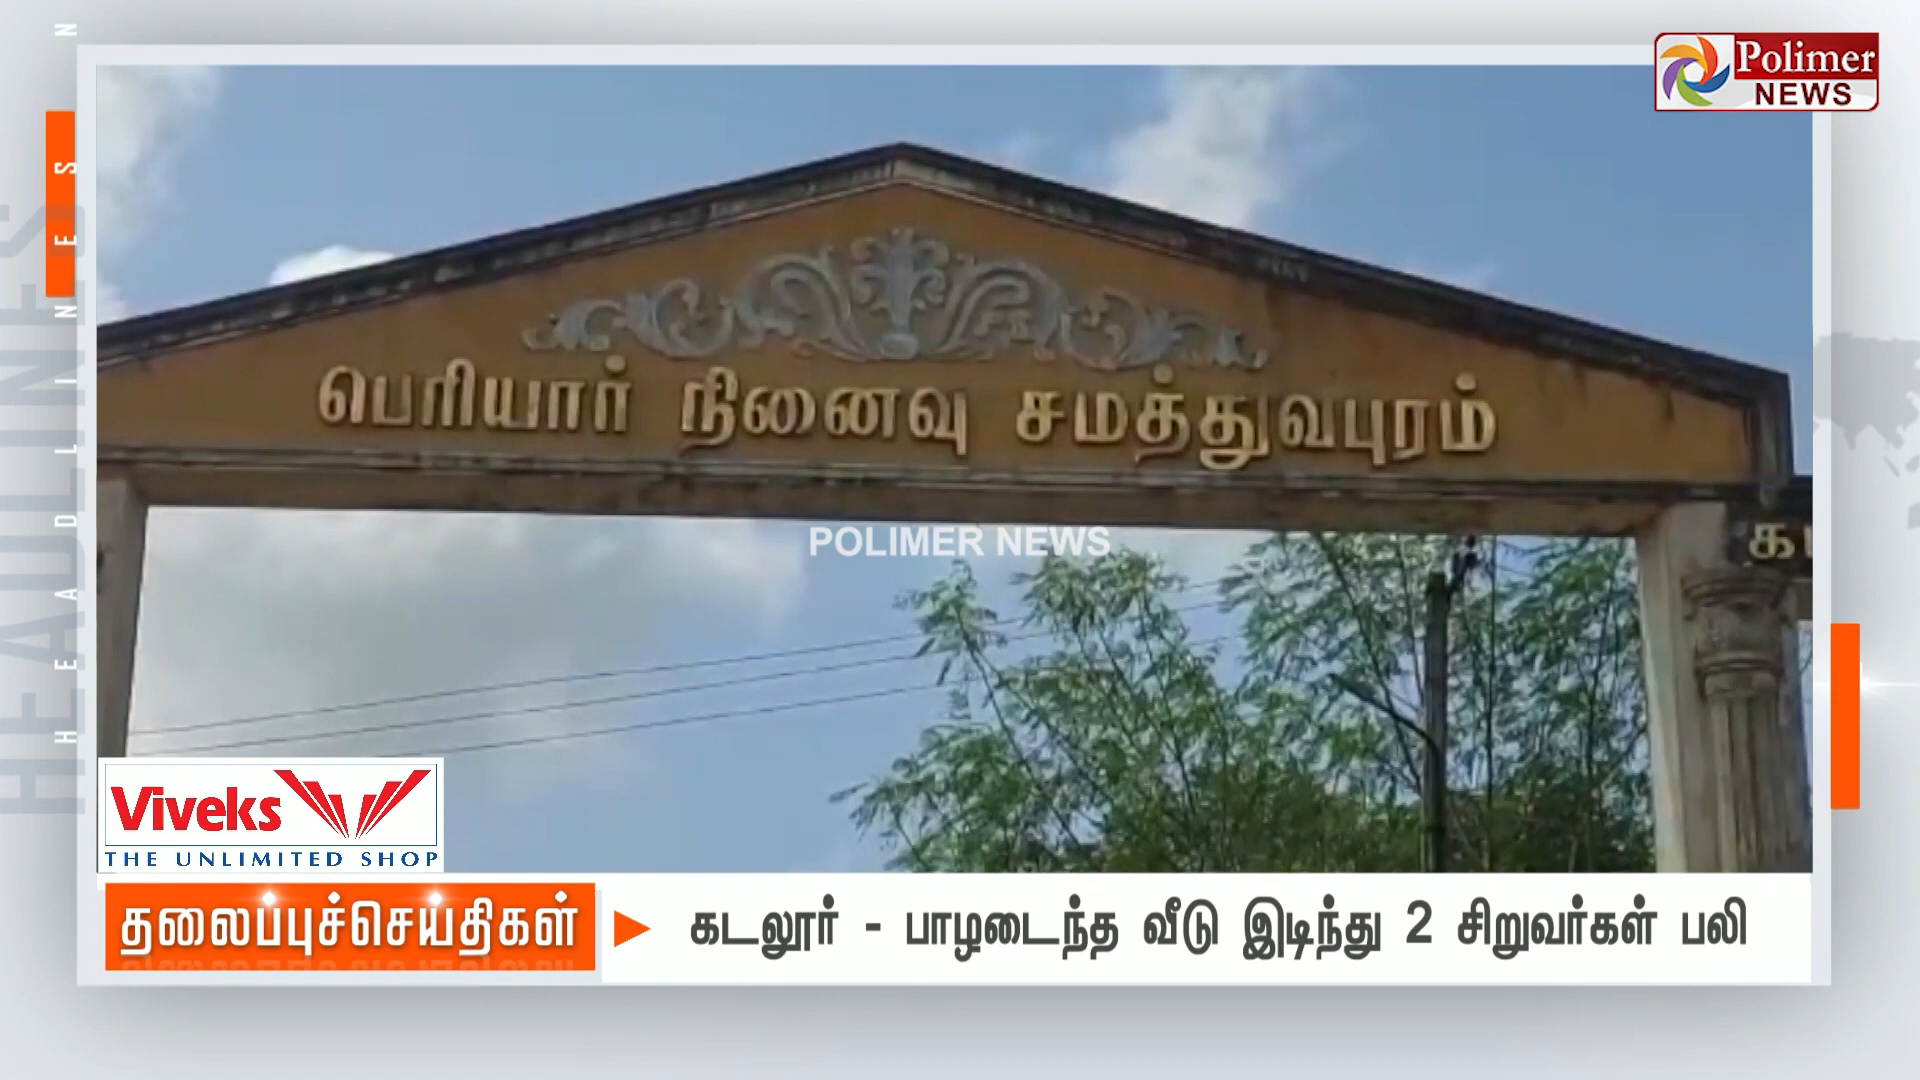 HEADLINES
HEADLINES N
Polimer
NEWS
பெரியார் நினைவு சமத்துவபுரம்
POLIMER NEWS
Viveks
THE UNLIMITED SHOP
தலைப்புச்செய்திகள்
கடலூர் - பாழடைந்த வீடு இடிந்து 2 சிறுவர்கள் பலி